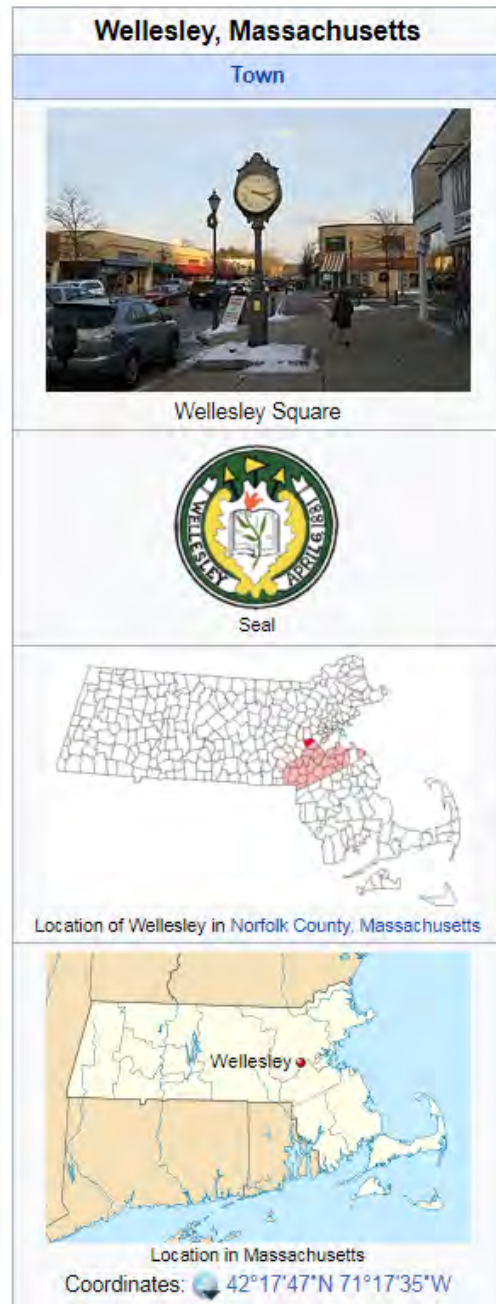 Wellesley, Massachusetts
Town
Wellesley Square
WELLESLEY APRIL 6 1881
Seal
Location of Wellesley in Norfolk County, Massachusetts
Wellesley
Location in Massachusetts
Coordinates: 42°17′47″N 71°17′35″W